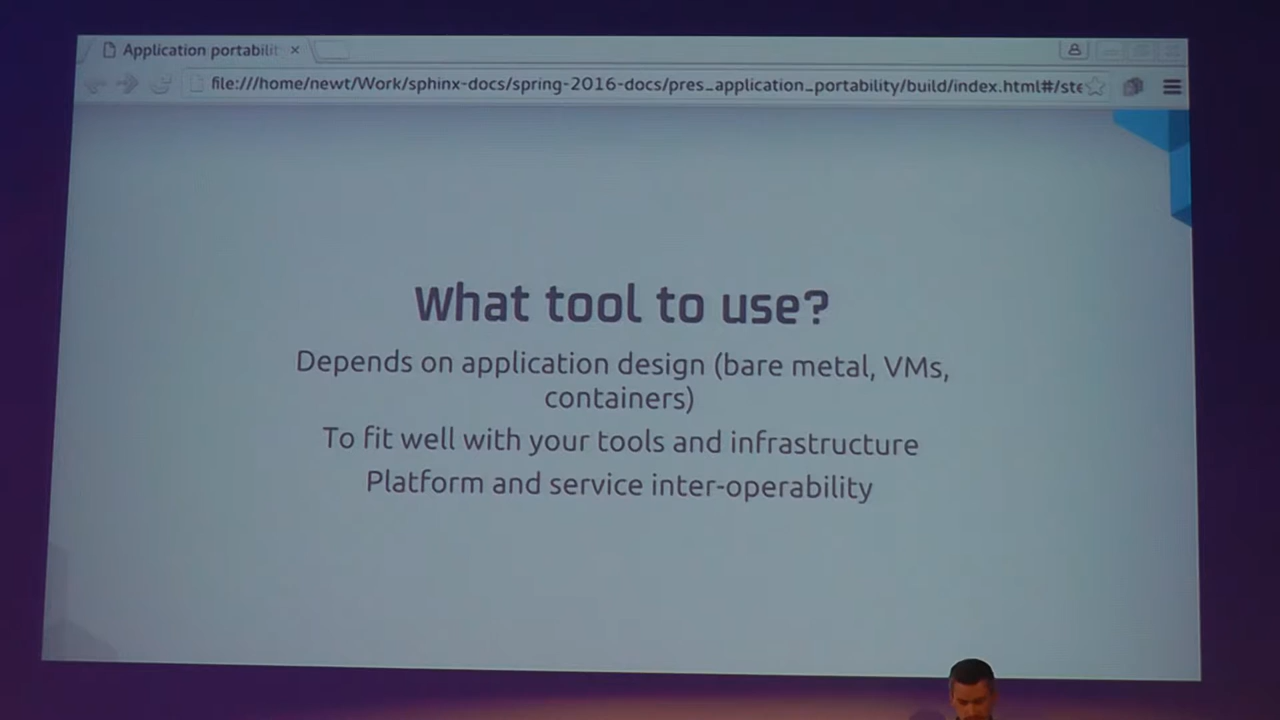 Application portabilit
file:///home/newt/Work/sphinx-docs/spring-2016-docs/pres_application_portability/build/index.html#/ste
What tool to use?
Depends on application design (bare metal, VMs,
containers)
To fit well with your tools and infrastructure
Platform and service inter-operability